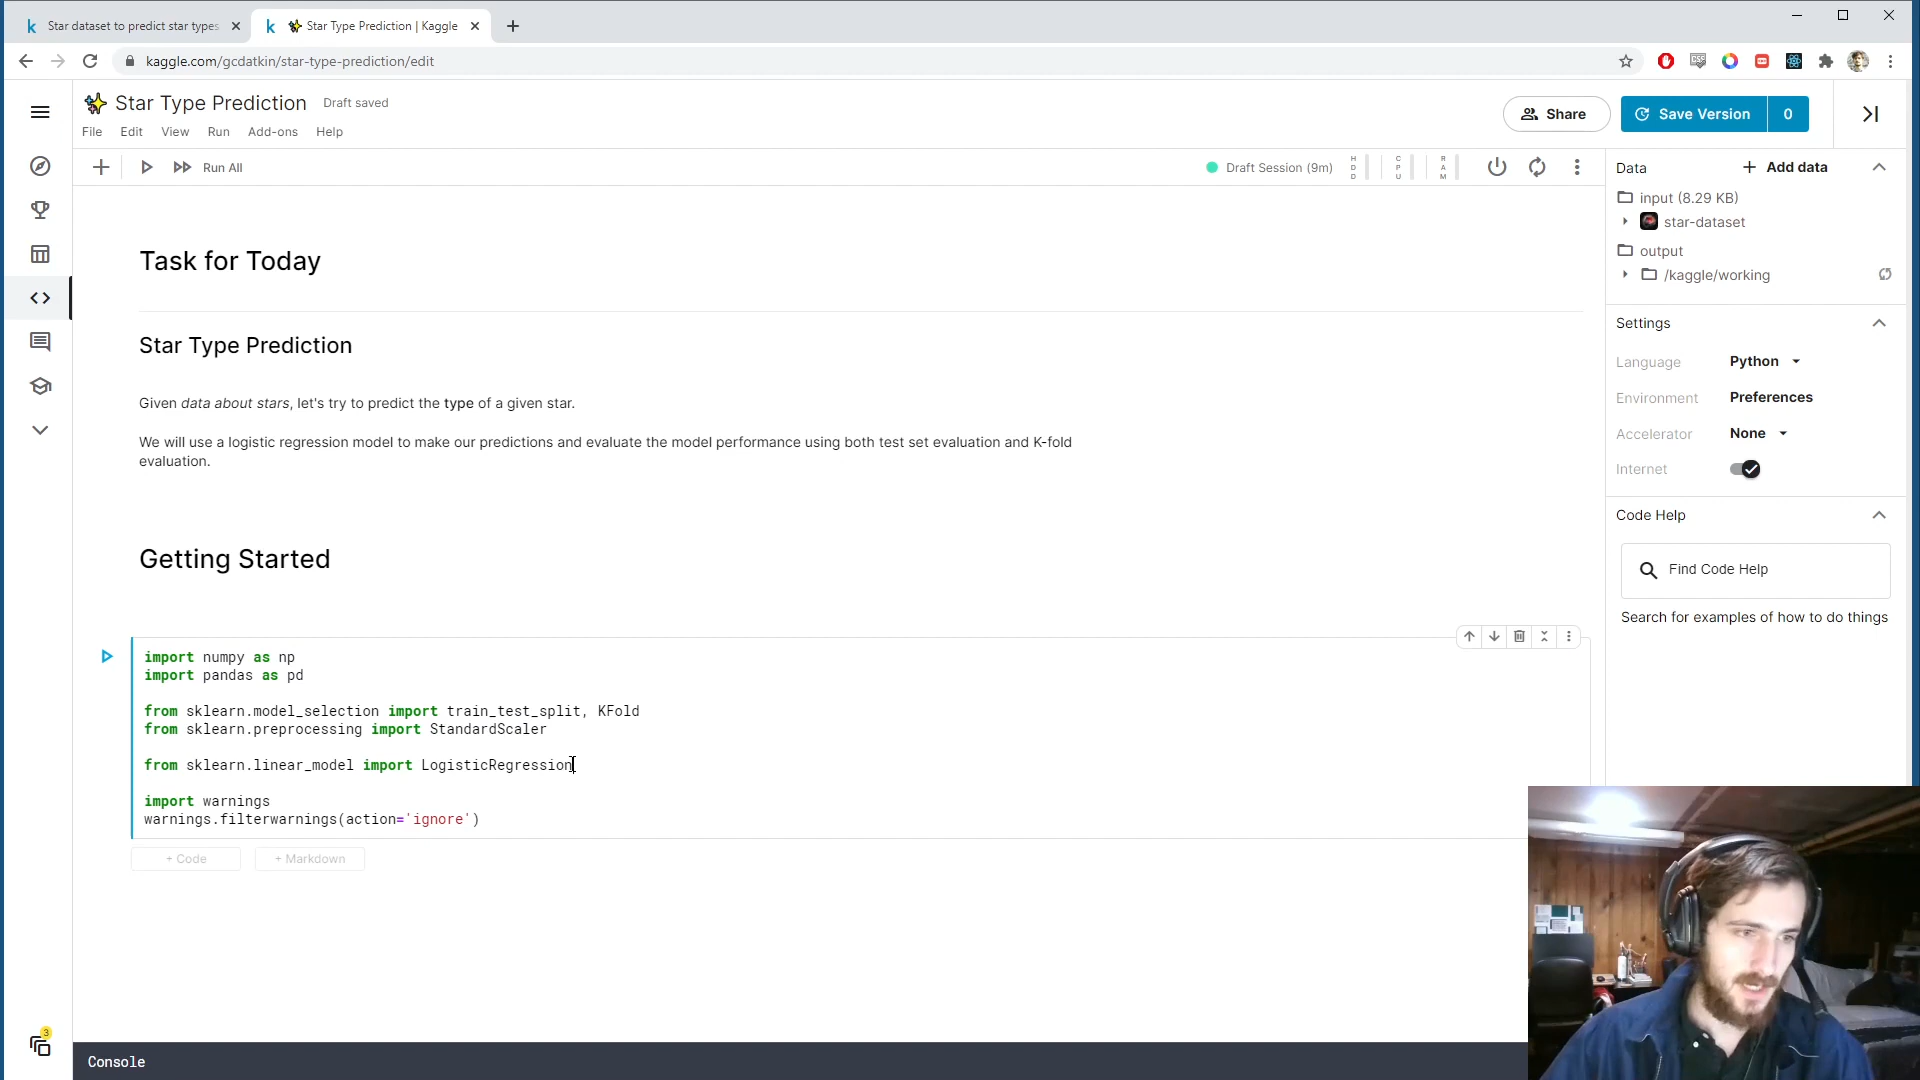 Star dataset to predict star types
Star Type Prediction | Kaggle
kaggle.com/gcdatkin/star-type-prediction/edit
Star Type Prediction
Draft saved
File
Edit
View
Run
Add-ons
Help
Share
Save Version
0
Run All
Draft Session (9m)
HDD
CPU
RAM
Data
Add data
input (8.29 KB)
star-dataset
output
/kaggle/working
Settings
Language
Python
Environment
Preferences
Accelerator
None
Internet
Code Help
Find Code Help
Search for examples of how to do things
Task for Today
Star Type Prediction
Given data about stars, let's try to predict the type of a given star.
We will use a logistic regression model to make our predictions and evaluate the model performance using both test set evaluation and K-fold
evaluation.
Getting Started
import numpy as np
import pandas as pd
from sklearn.model_selection import train_test_split, KFold
from sklearn.preprocessing import StandardScaler
from sklearn.linear_model import LogisticRegression
import warnings
warnings.filterwarnings(action='ignore')
+ Code
+ Markdown
3
Console